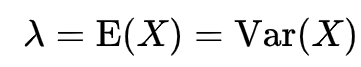 λ = E(X) = Var(X)